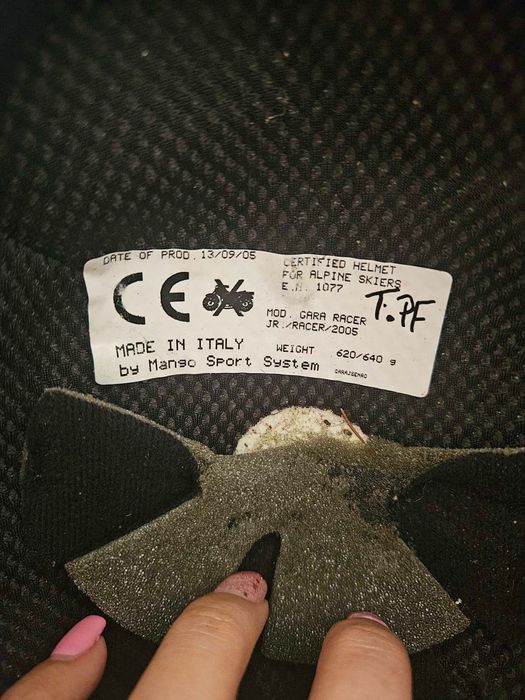 DATE OF PROD. 13/09/05
CE
MADE IN ITALY
by Mango Sport System
CERTIFIED HELMET
FOR ALPINE SKIERS
E.N. 1077
MOD. GARA RACER
JR./RACER/2005
WEIGHT 620/640 g
T.PF